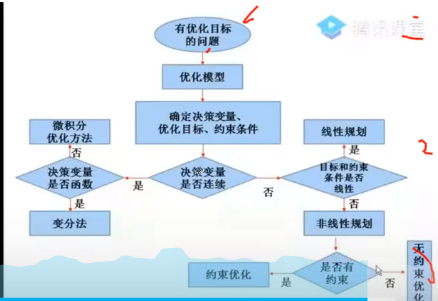 有优化目标
的问题
腾讯课堂
优化模型
确定决策变量、
优化目标、约束条件
微积分
优化方法
线性规划
否
是
决策变量
是否函数
是
决策变量
是否连续
否
目标和约束
条件是否
线性
2
是
否
变分法
非线性规划
约束优化
是
是否有
约束
否
无
约
束
优
化